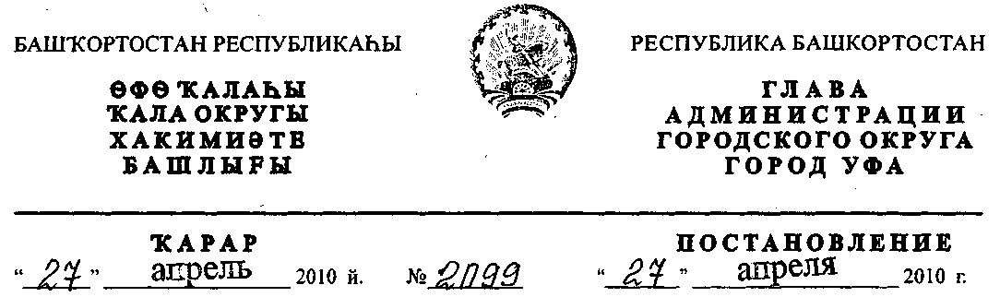 БАШҠОРТОСТАН РЕСПУБЛИКАҺЫ
ӨФӨ ҠАЛАҺЫ
ҠАЛА ОКРУГЫ
ХАКИМИӘТЕ
БАШЛЫҒЫ
РЕСПУБЛИКА БАШКОРТОСТАН
ГЛАВА
АДМИНИСТРАЦИИ
ГОРОДСКОГО ОКРУГА
ГОРОД УФА
ҠАРАР
ПОСТАНОВЛЕНИЕ
“ 27 ” апрель 2010 й. № 2099 “ 27 ” апреля 2010 г.